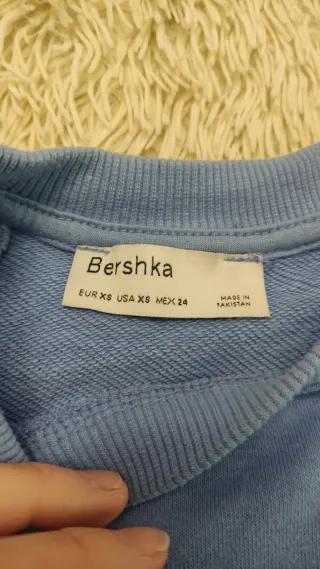 Bershka
EUR XS USA XS MEX 24
MADE IN
PAKISTAN